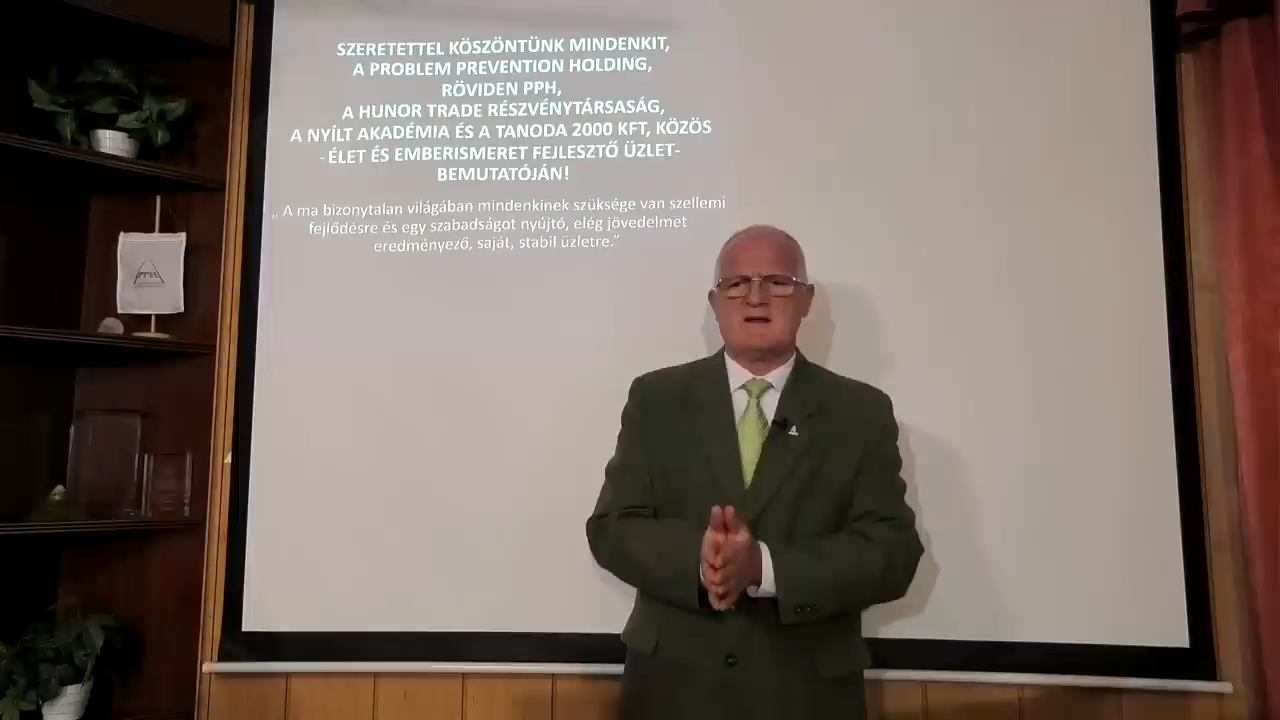 SZERETETTEL KÖSZÖNTÜNK MINDENKIT,
A PROBLEM PREVENTION HOLDING,
RÖVIDEN PPH,
A HUNOR TRADE RÉSZVÉNYTÁRSASÁG,
A NYÍLT AKADÉMIA ÉS A TANODA 2000 KFT, KÖZÖS
- ÉLET ÉS EMBERISMERET FEJLESZTŐ ÜZLET-
BEMUTATÓJÁN!
„ A ma bizonytalan világában mindenkinek szüksége van szellemi
fejlődésre és egy szabadságot nyújtó, elég jövedelmet
eredményező, saját, stabil üzletre.”